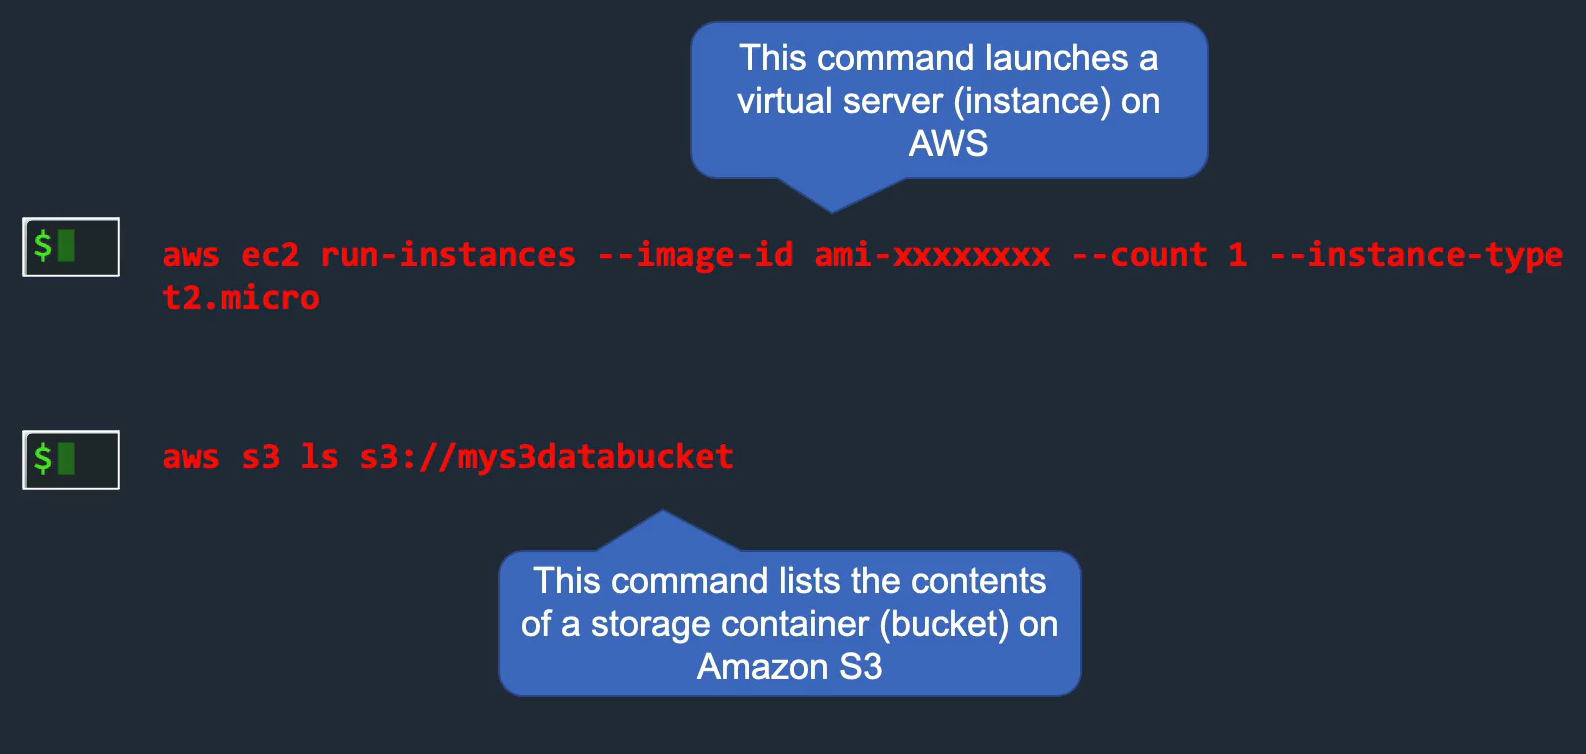 This command launches a
virtual server (instance) on
AWS
$
aws ec2 run-instances --image-id ami-xxxxxxxx --count 1 --instance-type
t2.micro
$
aws s3 ls s3://mys3databucket
This command lists the contents
of a storage container (bucket) on
Amazon S3